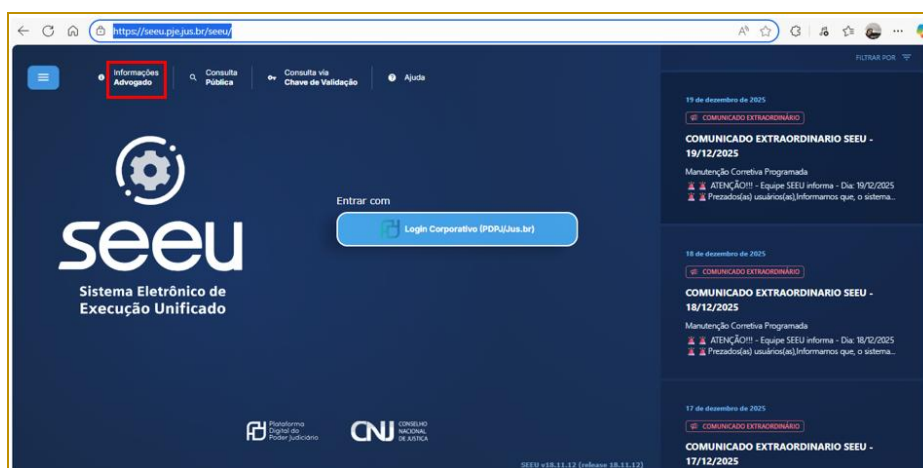 https://seeu.pje.jus.br/seeu/
FILTRAR POR
Informações
Advogado
Consulta
Pública
Consulta via
Chave de Validação
Ajuda
seeu
Sistema Eletrônico de
Execução Unificado
Entrar com
Login Corporativo (PDPJ/Jus.br)
Plataforma
Digital do
Poder Judiciário
CNJ
CONSELHO
NACIONAL
DE JUSTIÇA
SEEU v18.11.12 (release 18.11.12)
19 de dezembro de 2025
COMUNICADO EXTRAORDINÁRIO
COMUNICADO EXTRAORDINARIO SEEU -
19/12/2025
Manutenção Corretiva Programada
ATENÇÃO!!! - Equipe SEEU informa - Dia: 19/12/2025
Prezados(as) usuários(as),Informamos que, o sistema...
18 de dezembro de 2025
COMUNICADO EXTRAORDINÁRIO
COMUNICADO EXTRAORDINARIO SEEU -
18/12/2025
Manutenção Corretiva Programada
ATENÇÃO!!! - Equipe SEEU informa - Dia: 18/12/2025
Prezados(as) usuários(as),Informamos que, o sistema...
17 de dezembro de 2025
COMUNICADO EXTRAORDINÁRIO
COMUNICADO EXTRAORDINARIO SEEU -
17/12/2025